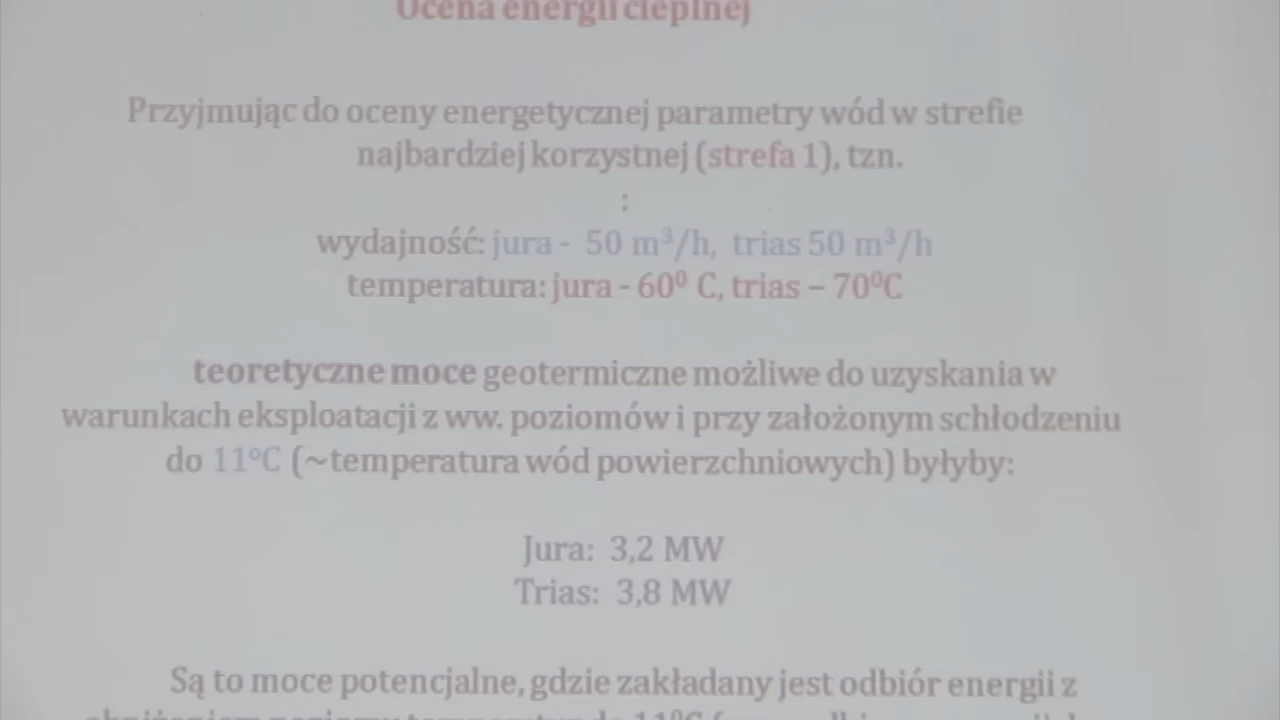 Ocena energii cieplnej
Przyjmując do oceny energetycznej parametry wód w strefie
najbardziej korzystnej (strefa 1), tzn.
:
wydajność: jura - 50 m³/h, trias 50 m³/h
temperatura: jura - 60⁰ C, trias – 70⁰C
teoretyczne moce geotermiczne możliwe do uzyskania w
warunkach eksploatacji z ww. poziomów i przy założonym schłodzeniu
do 11°C (~temperatura wód powierzchniowych) byłyby:
Jura: 3,2 MW
Trias: 3,8 MW
Są to moce potencjalne, gdzie zakładany jest odbiór energii z